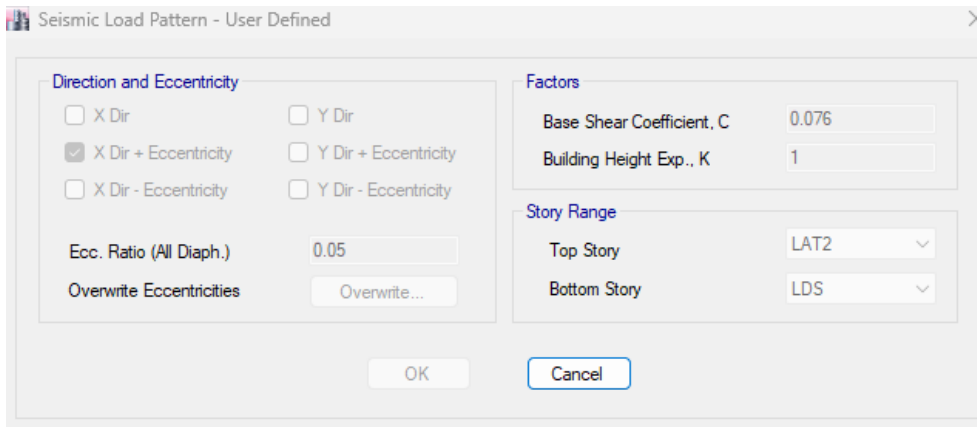 Seismic Load Pattern - User Defined
Direction and Eccentricity
X Dir
Y Dir
X Dir + Eccentricity
Y Dir + Eccentricity
X Dir - Eccentricity
Y Dir - Eccentricity
Ecc. Ratio (All Diaph.)
0.05
Overwrite Eccentricities
Overwrite...
Factors
Base Shear Coefficient, C
0.076
Building Height Exp., K
1
Story Range
Top Story
LAT2
Bottom Story
LDS
OK
Cancel